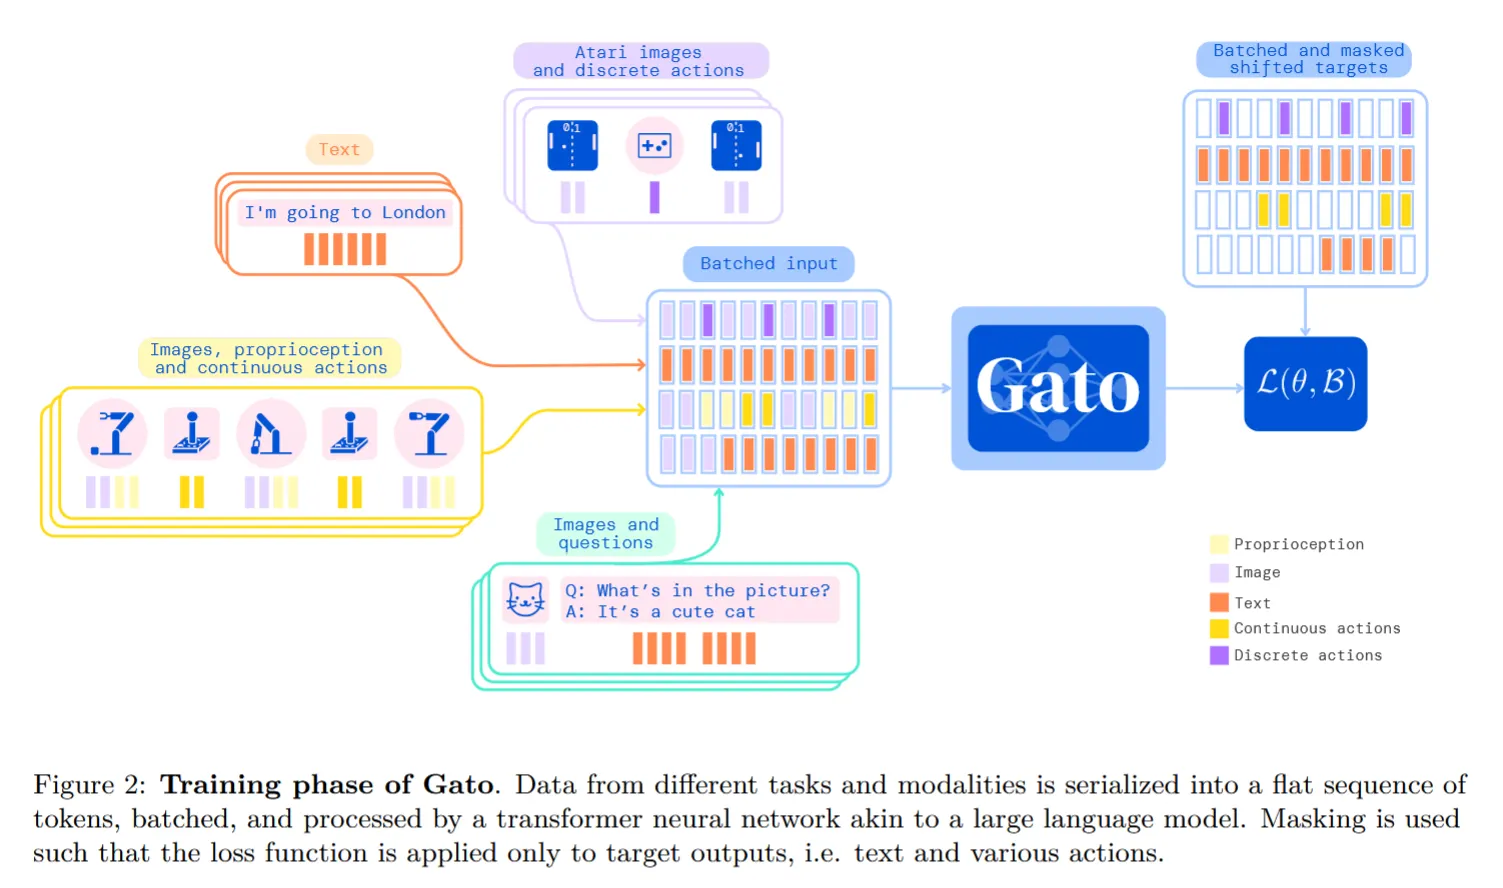 Atari images
and discrete actions
Batched and masked
shifted targets
0:1
0:1
Text
I'm going to London
Batched input
Images, proprioception
and continuous actions
Gato
ℒ(θ, ℬ)
Images and
questions
Q: What's in the picture?
A: It's a cute cat
Proprioception
Image
Text
Continuous actions
Discrete actions
Figure 2: Training phase of Gato. Data from different tasks and modalities is serialized into a flat sequence of
tokens, batched, and processed by a transformer neural network akin to a large language model. Masking is used
such that the loss function is applied only to target outputs, i.e. text and various actions.